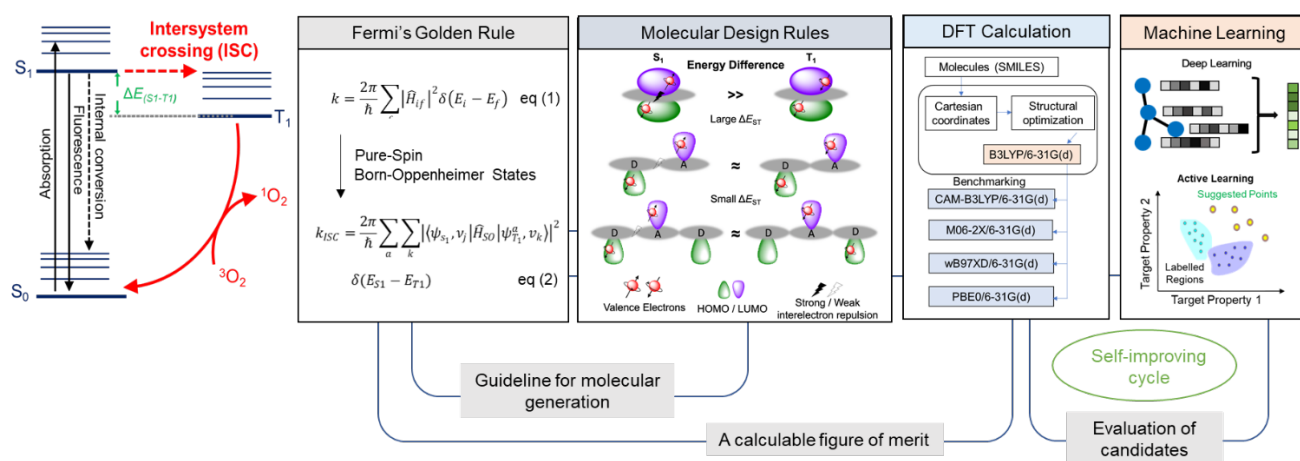 Intersystem
crossing (ISC)
S1
ΔE(S1-T1)
T1
Absorption
Fluorescence
Internal conversion
1O2
3O2
S0
Fermi's Golden Rule
k = 2π/ħ ∑ |Ĥif|² δ(Ei − Ef) eq (1)
Pure-Spin
Born-Oppenheimer States
kISC = 2π/ħ ∑a ∑k |⟨ψS1, νj|ĤSO|ψaT1, νk⟩|²
δ(ES1 − ET1) eq (2)
Molecular Design Rules
S1 Energy Difference T1
>>
Large ΔEST
D A ≈ D A
Small ΔEST
D A D ≈ D A D
Valence Electrons
HOMO / LUMO
Strong / Weak
interelectron repulsion
DFT Calculation
Molecules (SMILES)
Cartesian
coordinates
Structural
optimization
B3LYP/6-31G(d)
Benchmarking
CAM-B3LYP/6-31G(d)
M06-2X/6-31G(d)
wB97XD/6-31G(d)
PBE0/6-31G(d)
Machine Learning
Deep Learning
Active Learning
Suggested Points
Target Property 2
Labelled
Regions
Target Property 1
Guideline for molecular
generation
A calculable figure of merit
Self-improving
cycle
Evaluation of
candidates